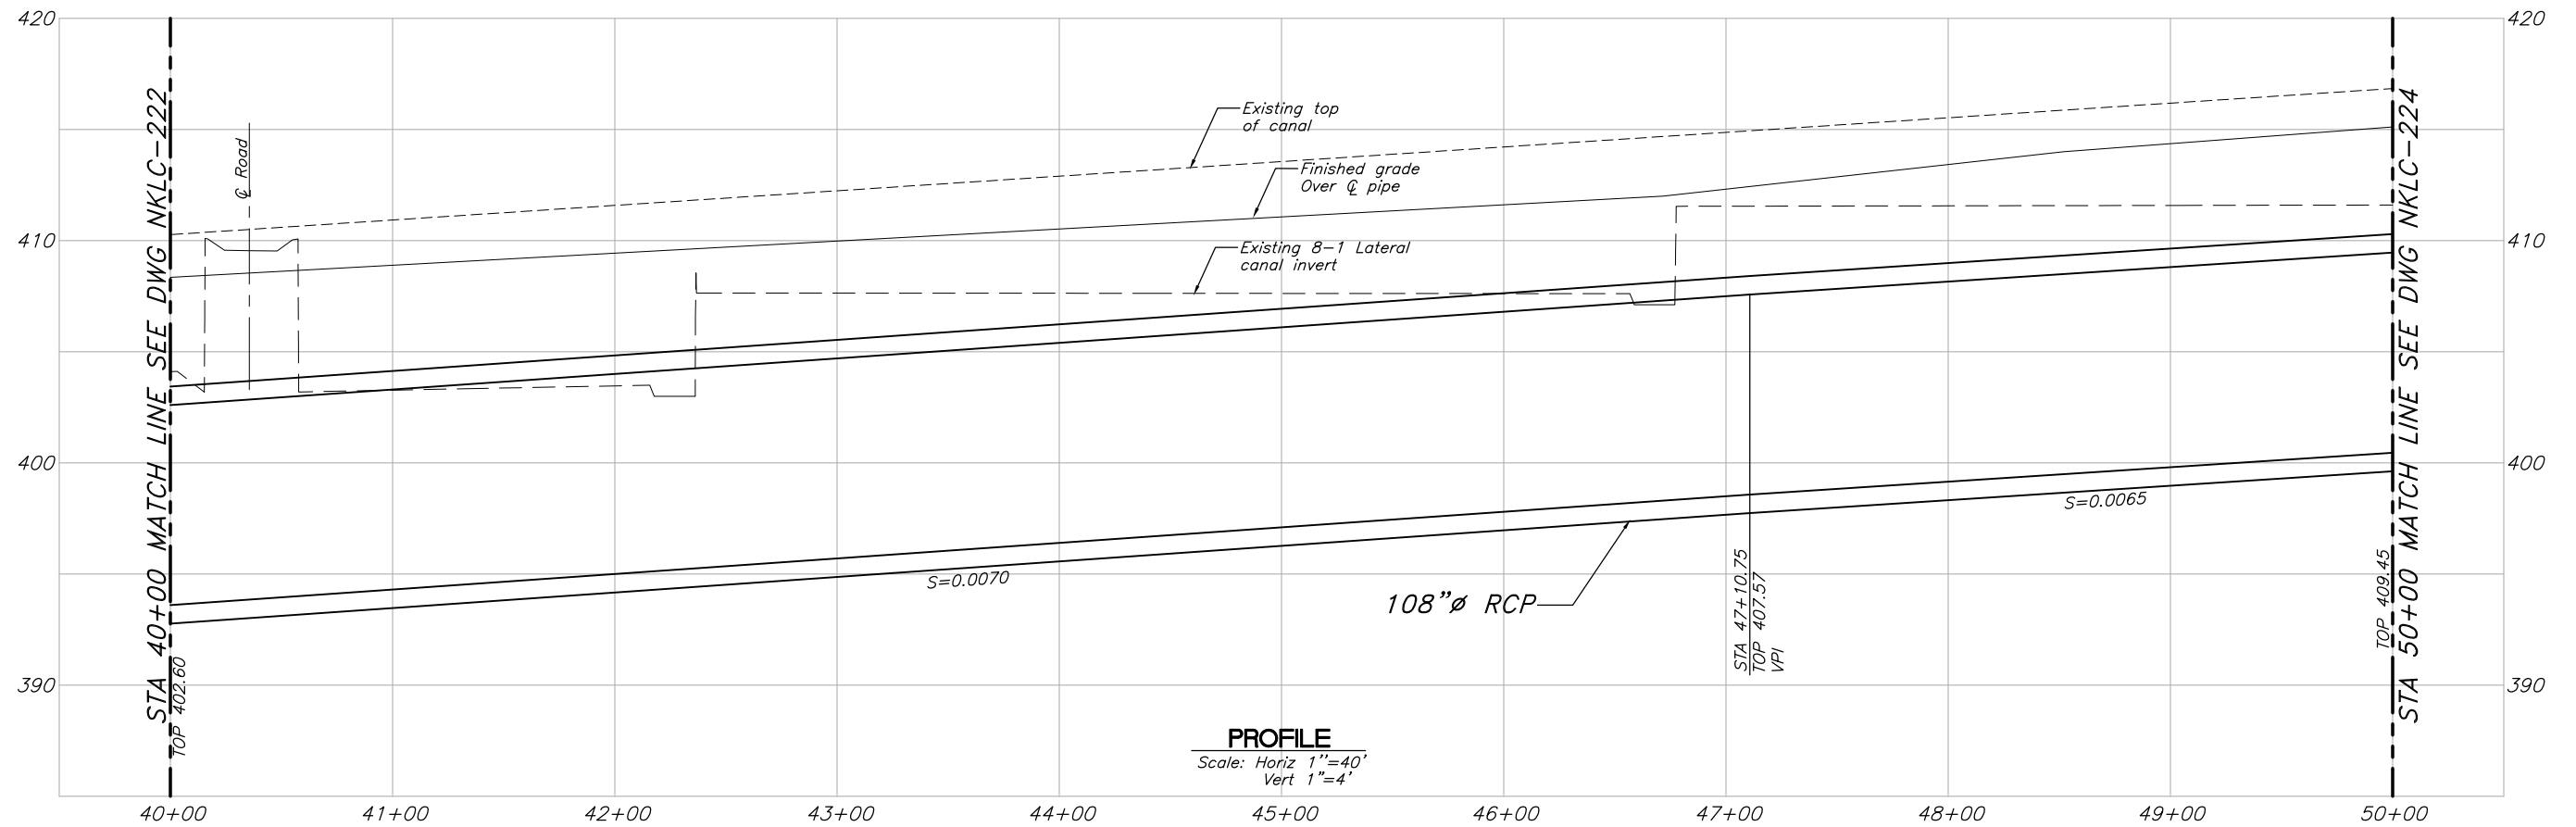 420
420
STA 40+00 MATCH LINE SEE DWG NKLC-222
℄ Road
Existing top
of canal
Finished grade
Over ℄ pipe
Existing 8-1 Lateral
canal invert
410
410
400
400
S=0.0065
S=0.0070
108"ø RCP
STA 47+10.75
TOP 407.57
VPI
TOP 409.45
STA 50+00 MATCH LINE SEE DWG NKLC-224
TOP 402.60
390
390
PROFILE
Scale: Horiz 1"=40'
Vert 1"=4'
40+00
41+00
42+00
43+00
44+00
45+00
46+00
47+00
48+00
49+00
50+00